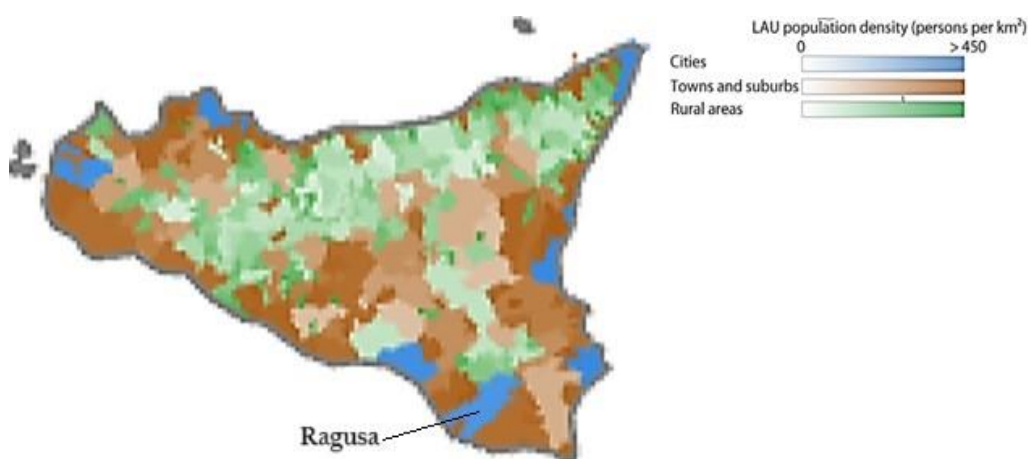 LAU population density (persons per km²)
0 >450
Cities
Towns and suburbs
Rural areas
Ragusa